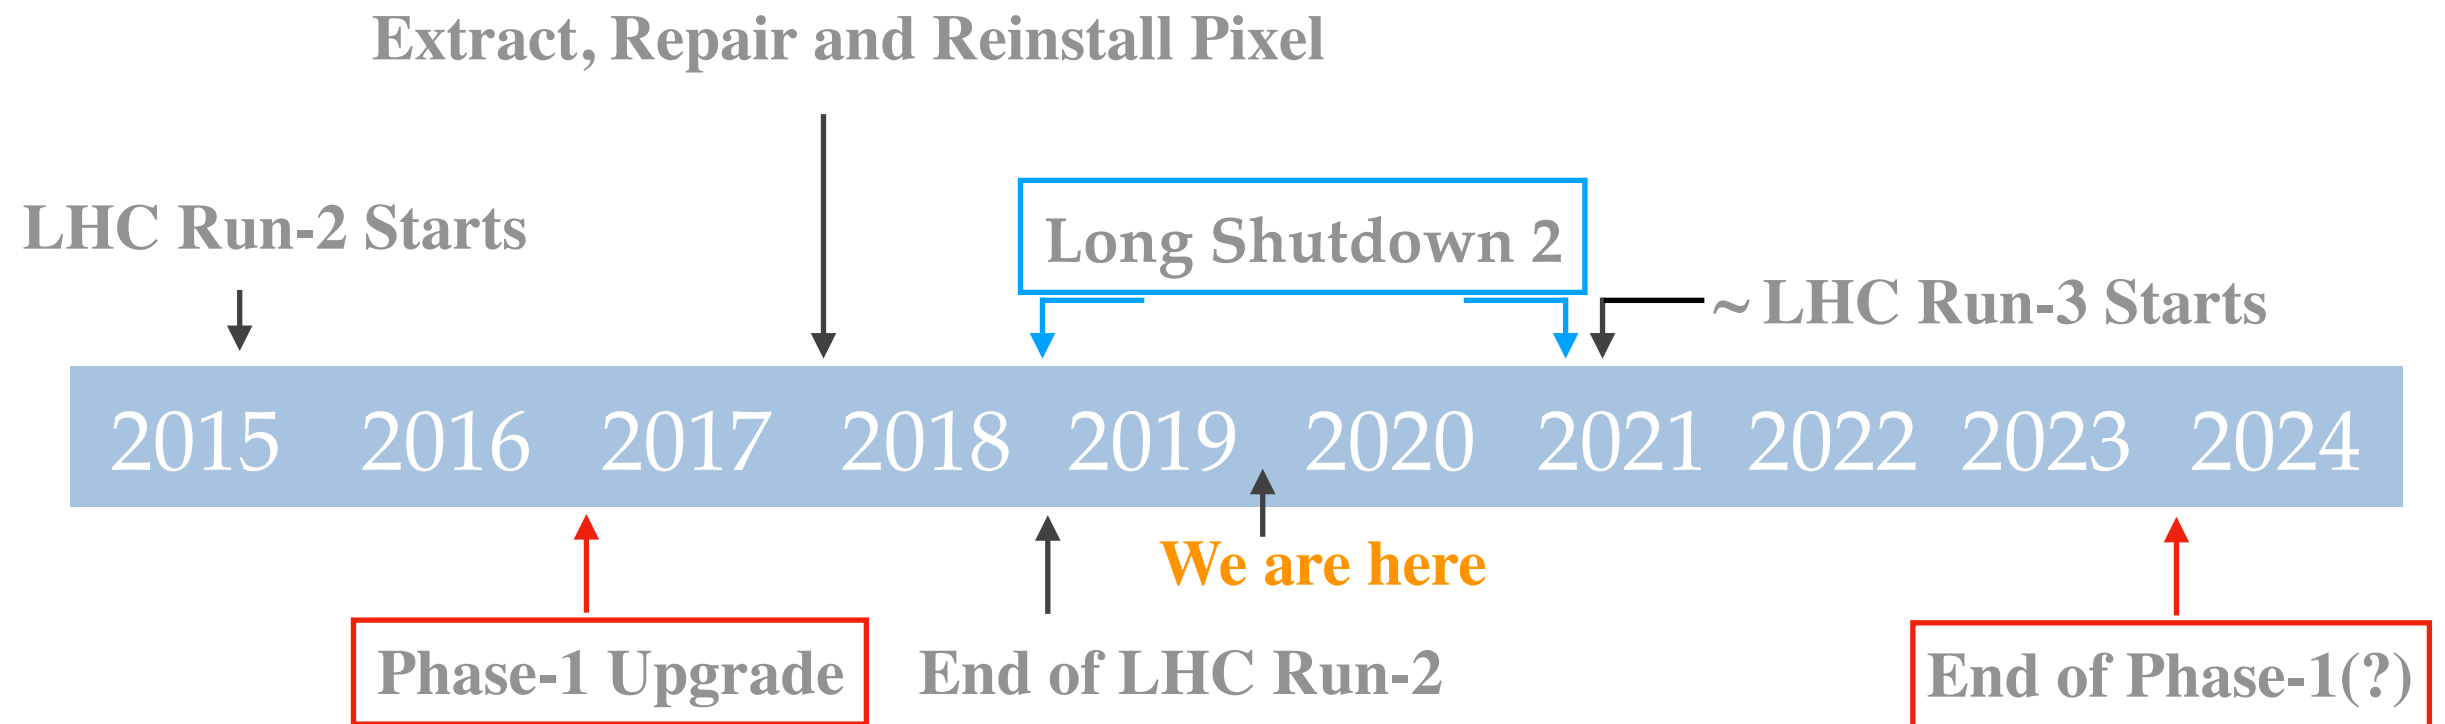 Extract, Repair and Reinstall Pixel
LHC Run-2 Starts
Long Shutdown 2
~ LHC Run-3 Starts
2015 2016 2017 2018 2019 2020 2021 2022 2023 2024
We are here
Phase-1 Upgrade
End of LHC Run-2
End of Phase-1(?)